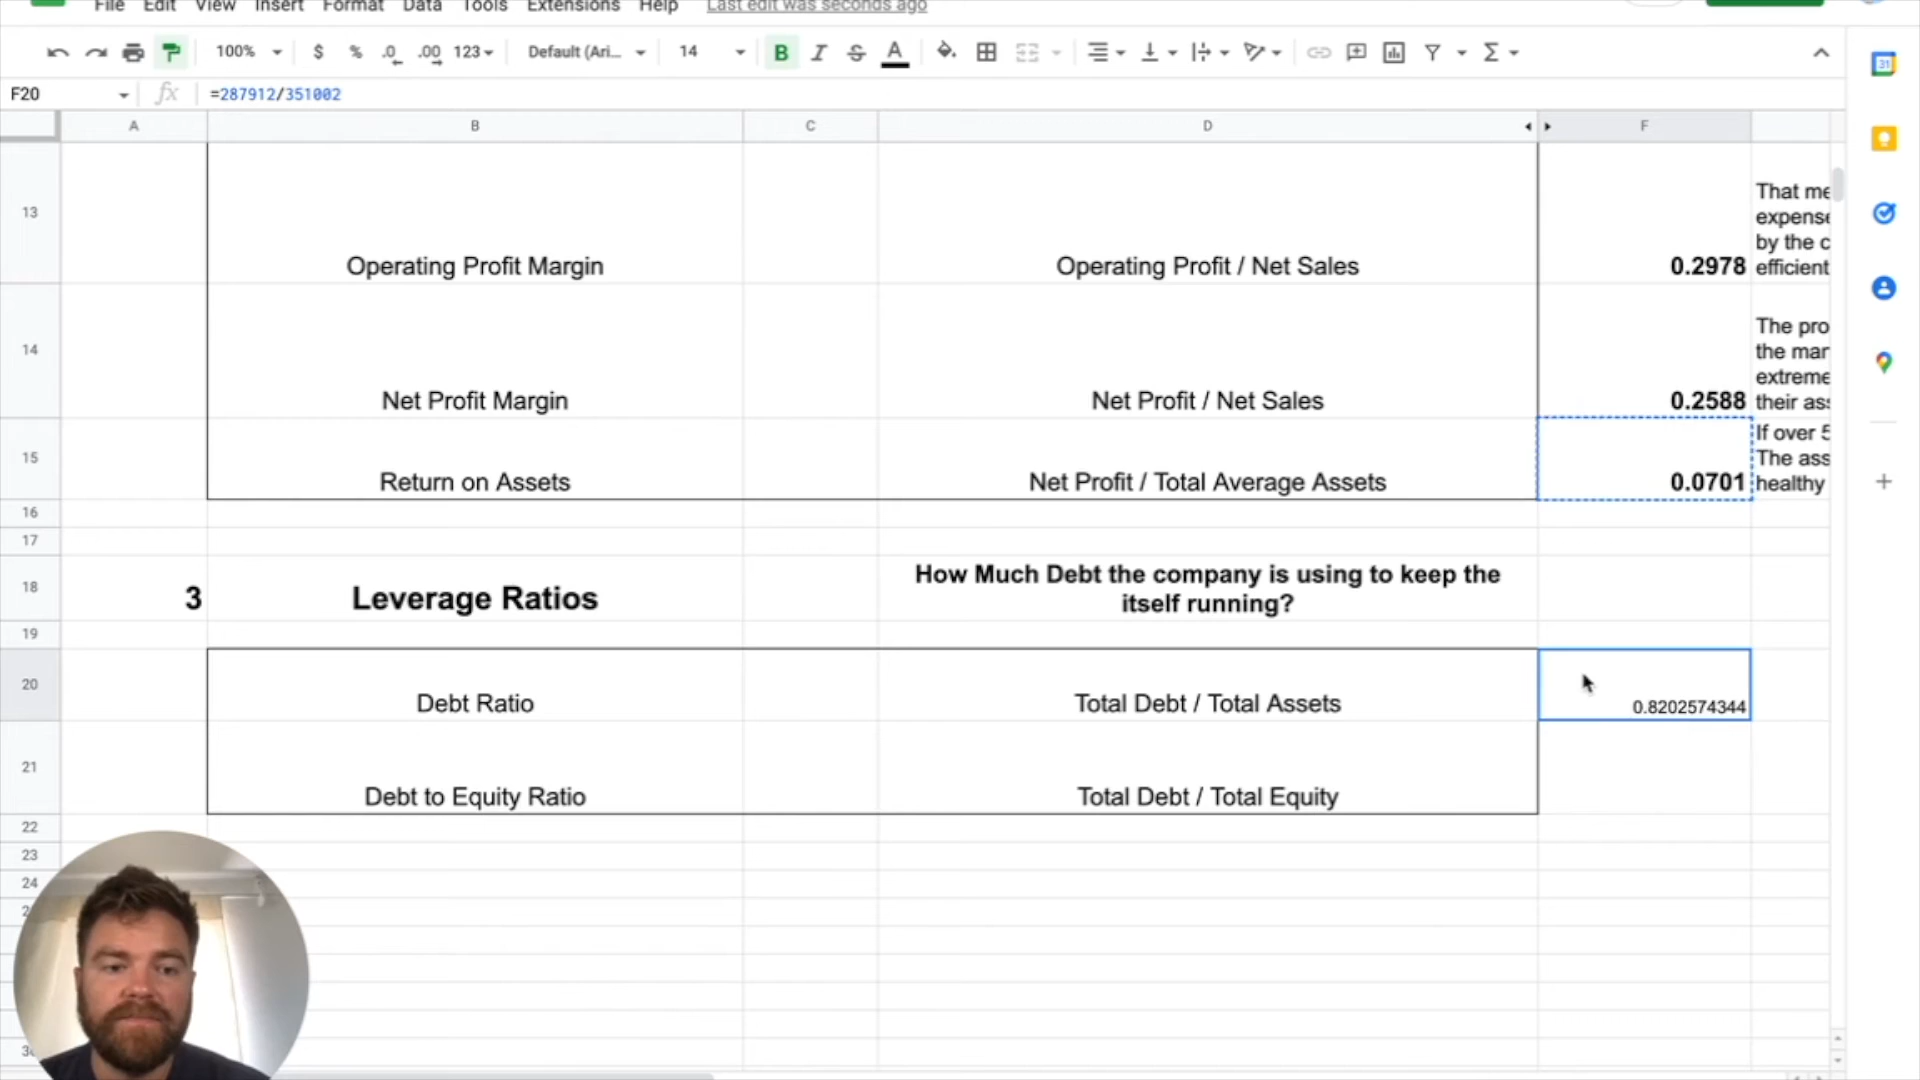 File Edit View Insert Format Data Tools Extensions Help Last edit was seconds ago
100% $ % .0 .00 123 Default (Ari... 14 B I S A Σ
F20 fx =287912/351002
A B C D F
13 Operating Profit Margin Operating Profit / Net Sales 0.2978
That me
expense
by the c
efficient
14 Net Profit Margin Net Profit / Net Sales 0.2588
The pro
the mar
extreme
their ass
15 Return on Assets Net Profit / Total Average Assets 0.0701
If over 5
The ass
healthy
16
17
18 3 Leverage Ratios How Much Debt the company is using to keep the
itself running?
19
20 Debt Ratio Total Debt / Total Assets 0.8202574344
21 Debt to Equity Ratio Total Debt / Total Equity
22
23
24
31